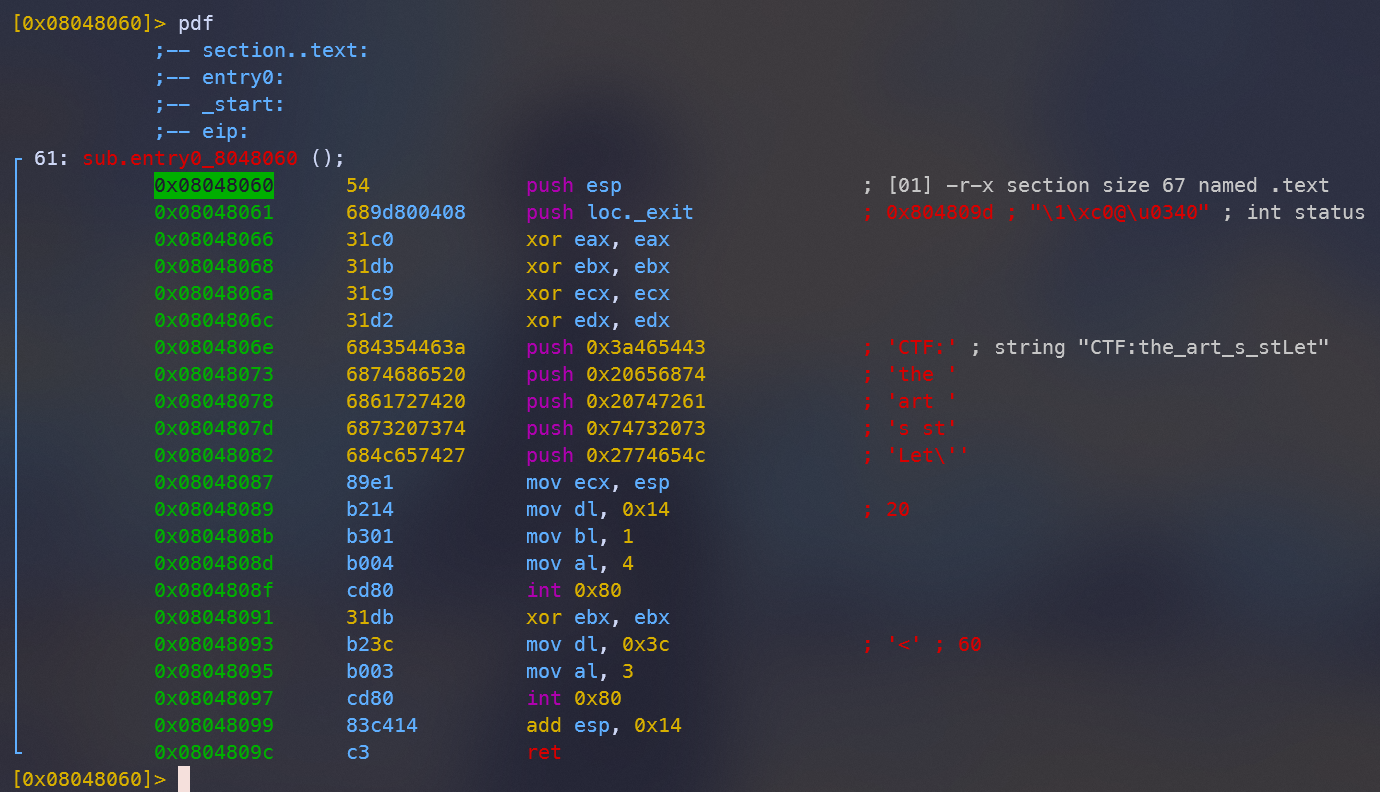 [0x08048060]> pdf
;-- section..text:
;-- entry0:
;-- _start:
;-- eip:
61: sub.entry0_8048060 ();
0x08048060 54 push esp ; [01] -r-x section size 67 named .text
0x08048061 689d800408 push loc._exit ; 0x804809d ; "\1\xc0@\u0340" ; int status
0x08048066 31c0 xor eax, eax
0x08048068 31db xor ebx, ebx
0x0804806a 31c9 xor ecx, ecx
0x0804806c 31d2 xor edx, edx
0x0804806e 684354463a push 0x3a465443 ; 'CTF:' ; string "CTF:the_art_s_stLet"
0x08048073 6874686520 push 0x20656874 ; 'the '
0x08048078 6861727420 push 0x20747261 ; 'art '
0x0804807d 6873207374 push 0x74732073 ; 's st'
0x08048082 684c657427 push 0x2774654c ; 'Let\''
0x08048087 89e1 mov ecx, esp
0x08048089 b214 mov dl, 0x14 ; 20
0x0804808b b301 mov bl, 1
0x0804808d b004 mov al, 4
0x0804808f cd80 int 0x80
0x08048091 31db xor ebx, ebx
0x08048093 b23c mov dl, 0x3c ; '<' ; 60
0x08048095 b003 mov al, 3
0x08048097 cd80 int 0x80
0x08048099 83c414 add esp, 0x14
0x0804809c c3 ret
[0x08048060]>